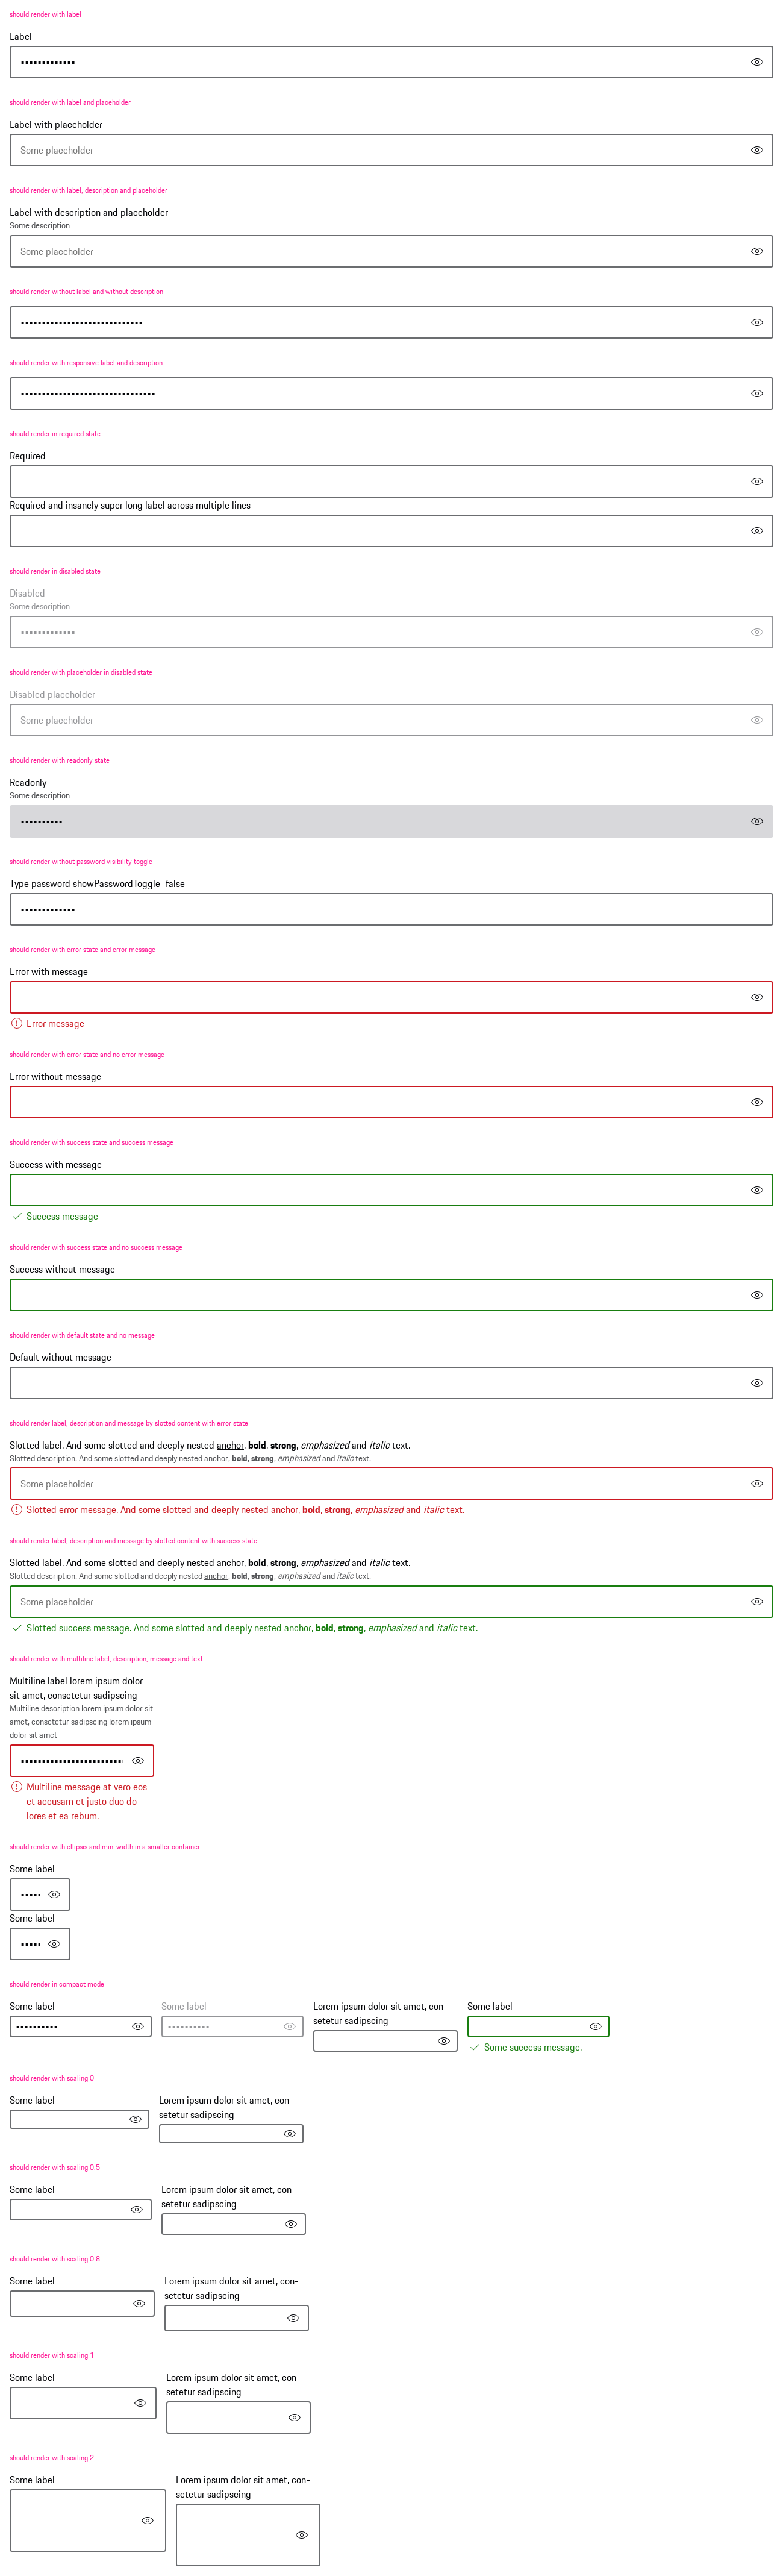 should render with label
Label
•••••••••••••
should render with label and placeholder
Label with placeholder
Some placeholder
should render with label, description and placeholder
Label with description and placeholder
Some description
Some placeholder
should render without label and without description
•••••••••••••••••••••••••••••
should render with responsive label and description
••••••••••••••••••••••••••••••••
should render in required state
Required
Required and insanely super long label across multiple lines
should render in disabled state
Disabled
Some description
•••••••••••••
should render with placeholder in disabled state
Disabled placeholder
Some placeholder
should render with readonly state
Readonly
Some description
••••••••••
should render without password visibility toggle
Type password showPasswordToggle=false
•••••••••••••
should render with error state and error message
Error with message
Error message
should render with error state and no error message
Error without message
should render with success state and success message
Success with message
Success message
should render with success state and no success message
Success without message
should render with default state and no message
Default without message
should render label, description and message by slotted content with error state
Slotted label. And some slotted and deeply nested anchor, bold, strong, emphasized and italic text.
Slotted description. And some slotted and deeply nested anchor, bold, strong, emphasized and italic text.
Some placeholder
Slotted error message. And some slotted and deeply nested anchor, bold, strong, emphasized and italic text.
should render label, description and message by slotted content with success state
Slotted label. And some slotted and deeply nested anchor, bold, strong, emphasized and italic text.
Slotted description. And some slotted and deeply nested anchor, bold, strong, emphasized and italic text.
Some placeholder
Slotted success message. And some slotted and deeply nested anchor, bold, strong, emphasized and italic text.
should render with multiline label, description, message and text
Multiline label lorem ipsum dolor
sit amet, consetetur sadipscing
Multiline description lorem ipsum dolor sit
amet, consetetur sadipscing lorem ipsum
dolor sit amet
•••••••••••••••••••••••••
Multiline message at vero eos
et accusam et justo duo do-
lores et ea rebum.
should render with ellipsis and min-width in a smaller container
Some label
•••••
Some label
•••••
should render in compact mode
Some label
••••••••••
Some label
••••••••••
Lorem ipsum dolor sit amet, con-
setetur sadipscing
Some label
Some success message.
should render with scaling 0
Some label
Lorem ipsum dolor sit amet, con-
setetur sadipscing
should render with scaling 0.5
Some label
Lorem ipsum dolor sit amet, con-
setetur sadipscing
should render with scaling 0.8
Some label
Lorem ipsum dolor sit amet, con-
setetur sadipscing
should render with scaling 1
Some label
Lorem ipsum dolor sit amet, con-
setetur sadipscing
should render with scaling 2
Some label
Lorem ipsum dolor sit amet, con-
setetur sadipscing